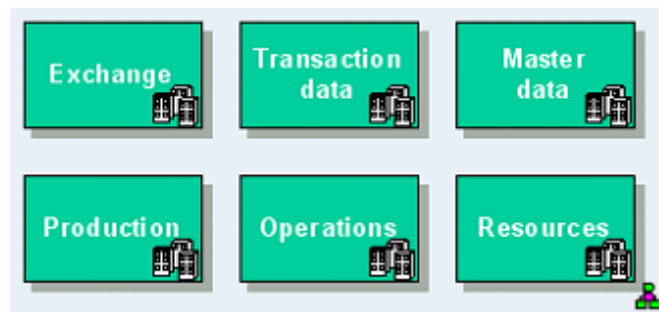 Exchange
Transaction
data
Master
data
Production
Operations
Resources